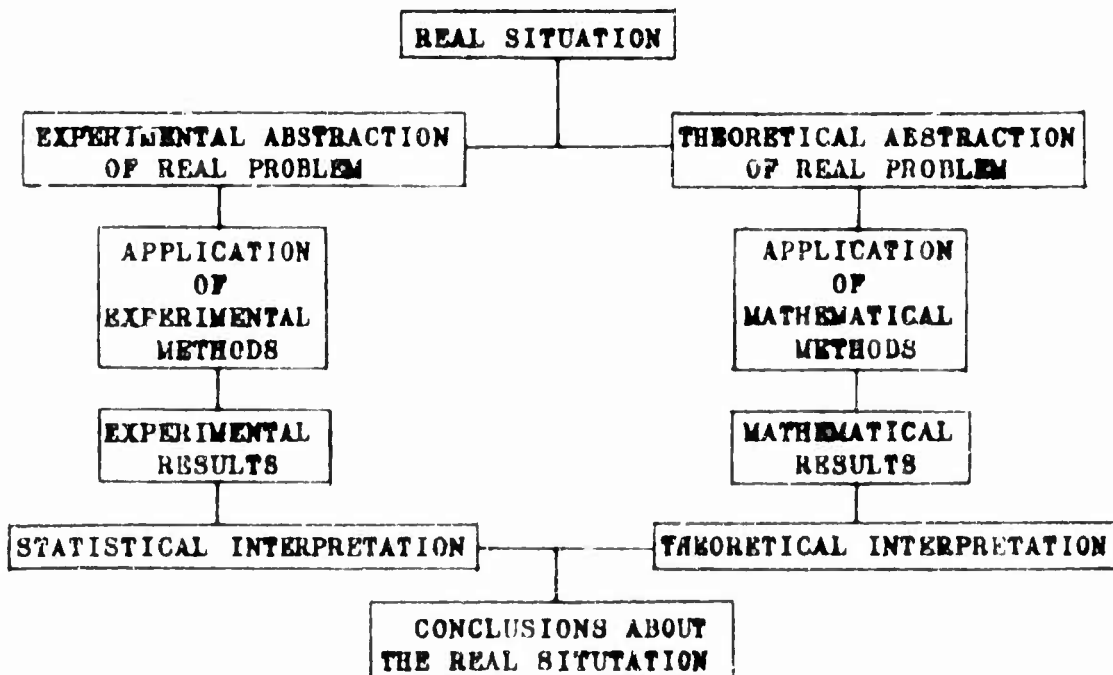 REAL SITUATION
EXPERIMENTAL ABSTRACTION
OF REAL PROBLEM
THEORETICAL ABSTRACTION
OF REAL PROBLEM
APPLICATION
OF
EXPERIMENTAL
METHODS
APPLICATION
OF
MATHEMATICAL
METHODS
EXPERIMENTAL
RESULTS
MATHEMATICAL
RESULTS
STATISTICAL INTERPRETATION
THEORETICAL INTERPRETATION
CONCLUSIONS ABOUT
THE REAL SITUTATION